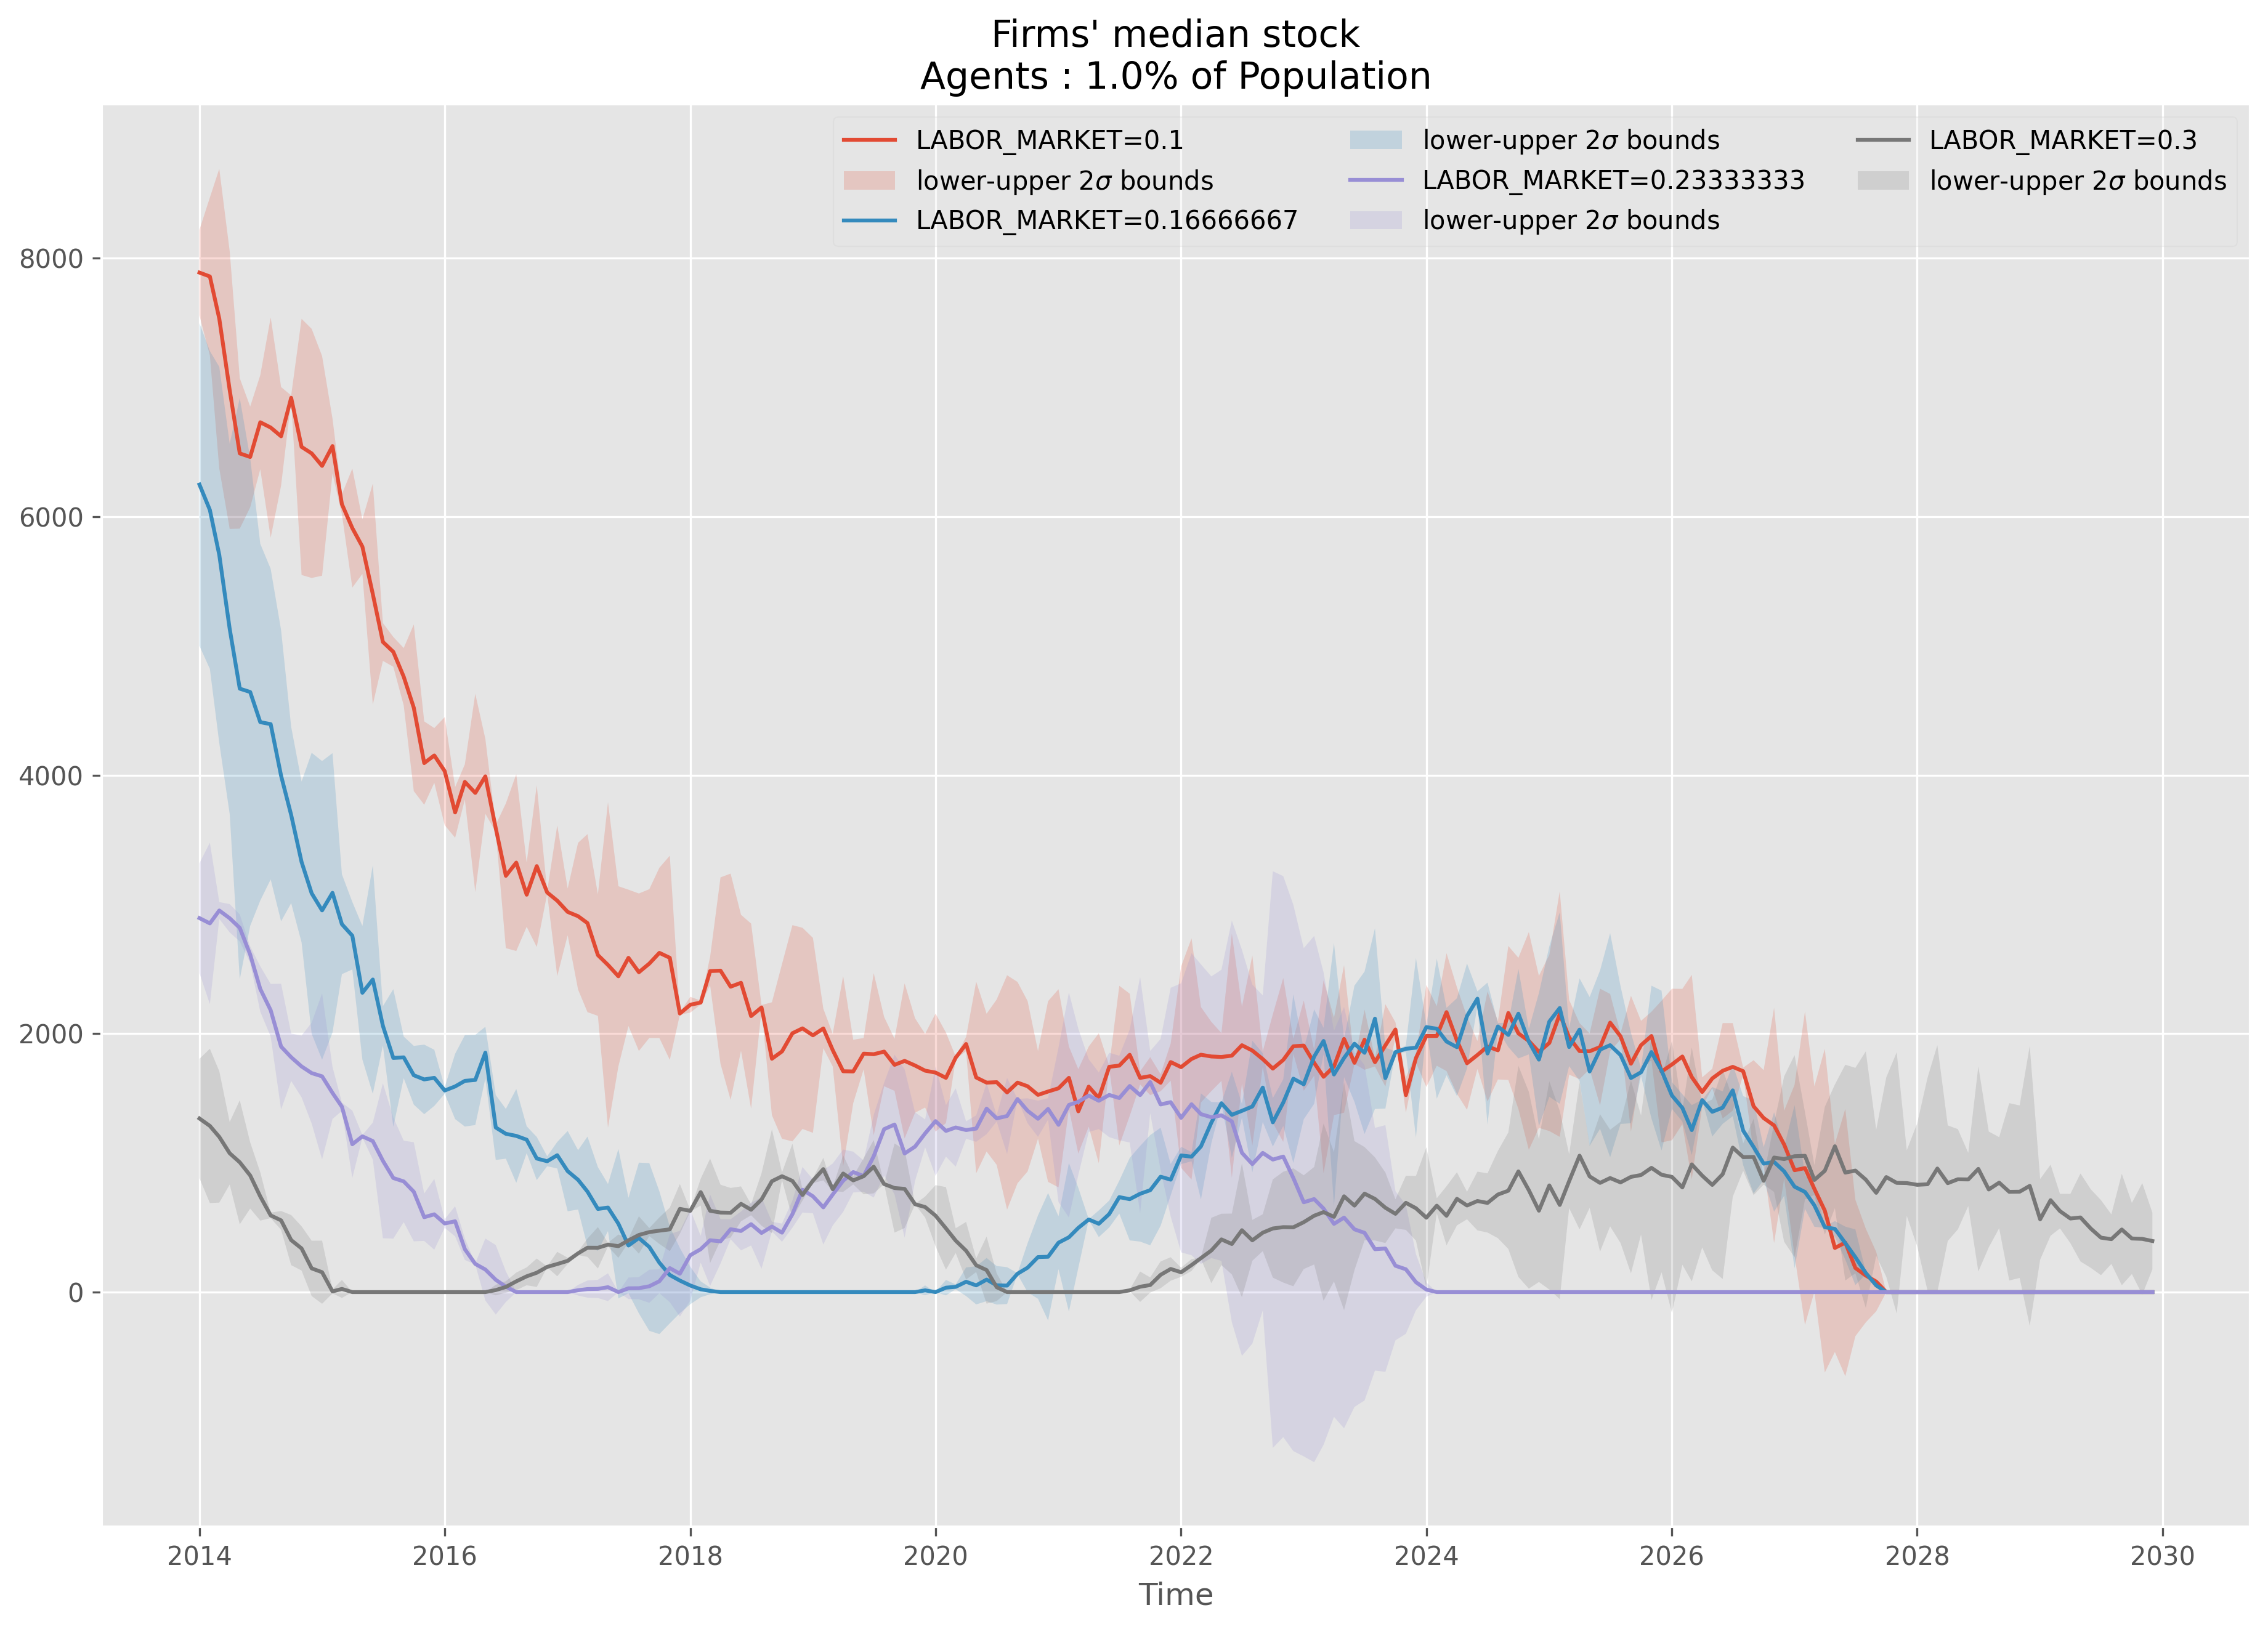 Firms' median stock
Agents : 1.0% of Population
LABOR_MARKET=0.1
lower-upper 2σ bounds
LABOR_MARKET=0.16666667
lower-upper 2σ bounds
LABOR_MARKET=0.23333333
lower-upper 2σ bounds
LABOR_MARKET=0.3
lower-upper 2σ bounds
8000
6000
4000
2000
0
2014 2016 2018 2020 2022 2024 2026 2028 2030
Time